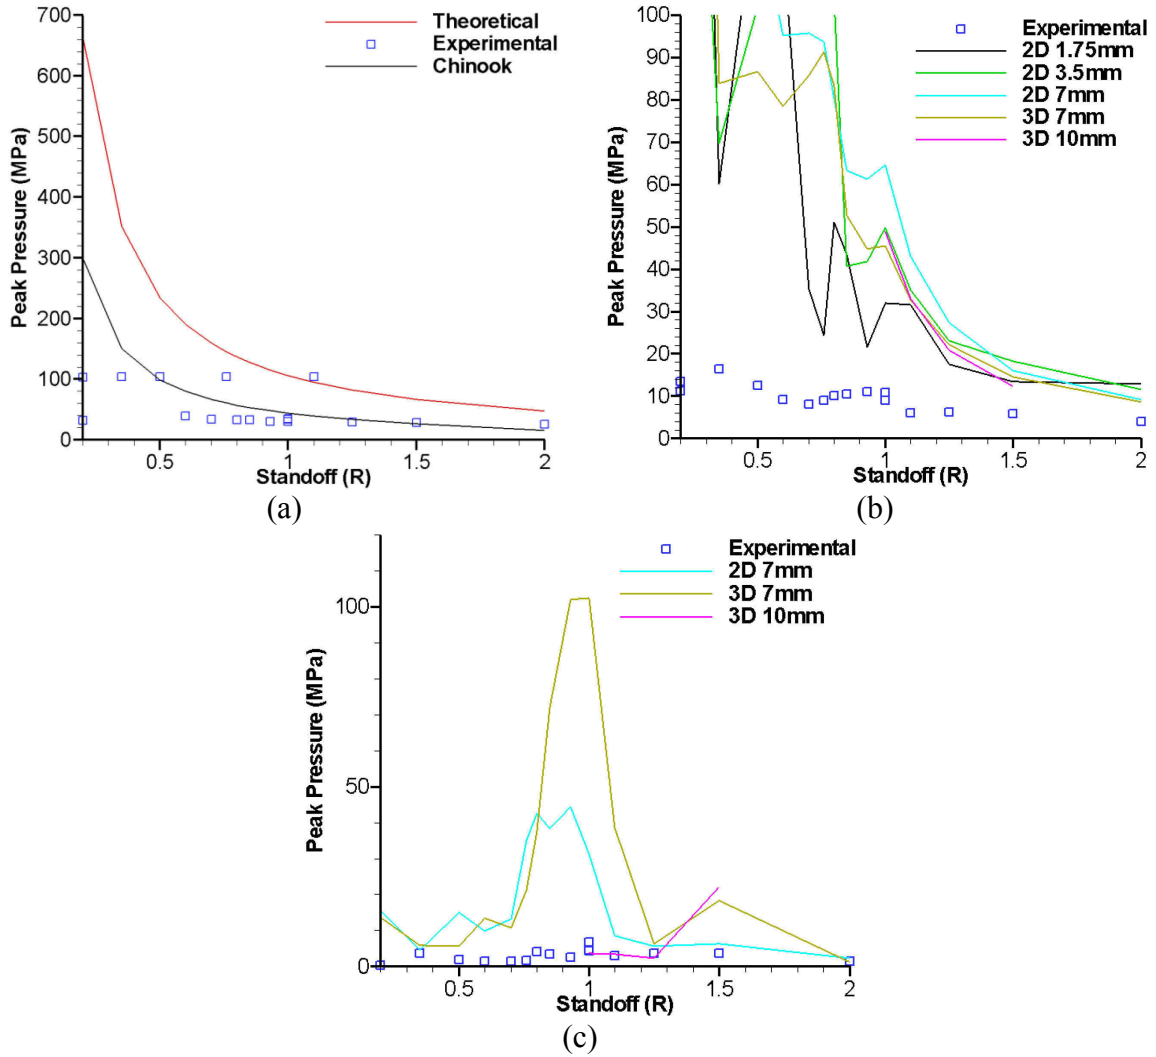 Theoretical
Experimental
Chinook
700
600
500
400
300
200
100
0
Peak Pressure (MPa)
0.5
1
1.5
2
Standoff (R)
(a)
Experimental
2D 1.75mm
2D 3.5mm
2D 7mm
3D 7mm
3D 10mm
100
90
80
70
60
50
40
30
20
10
0
Peak Pressure (MPa)
0.5
1
1.5
2
Standoff (R)
(b)
Experimental
2D 7mm
3D 7mm
3D 10mm
100
50
0
Peak Pressure (MPa)
0.5
1
1.5
2
Standoff (R)
(c)